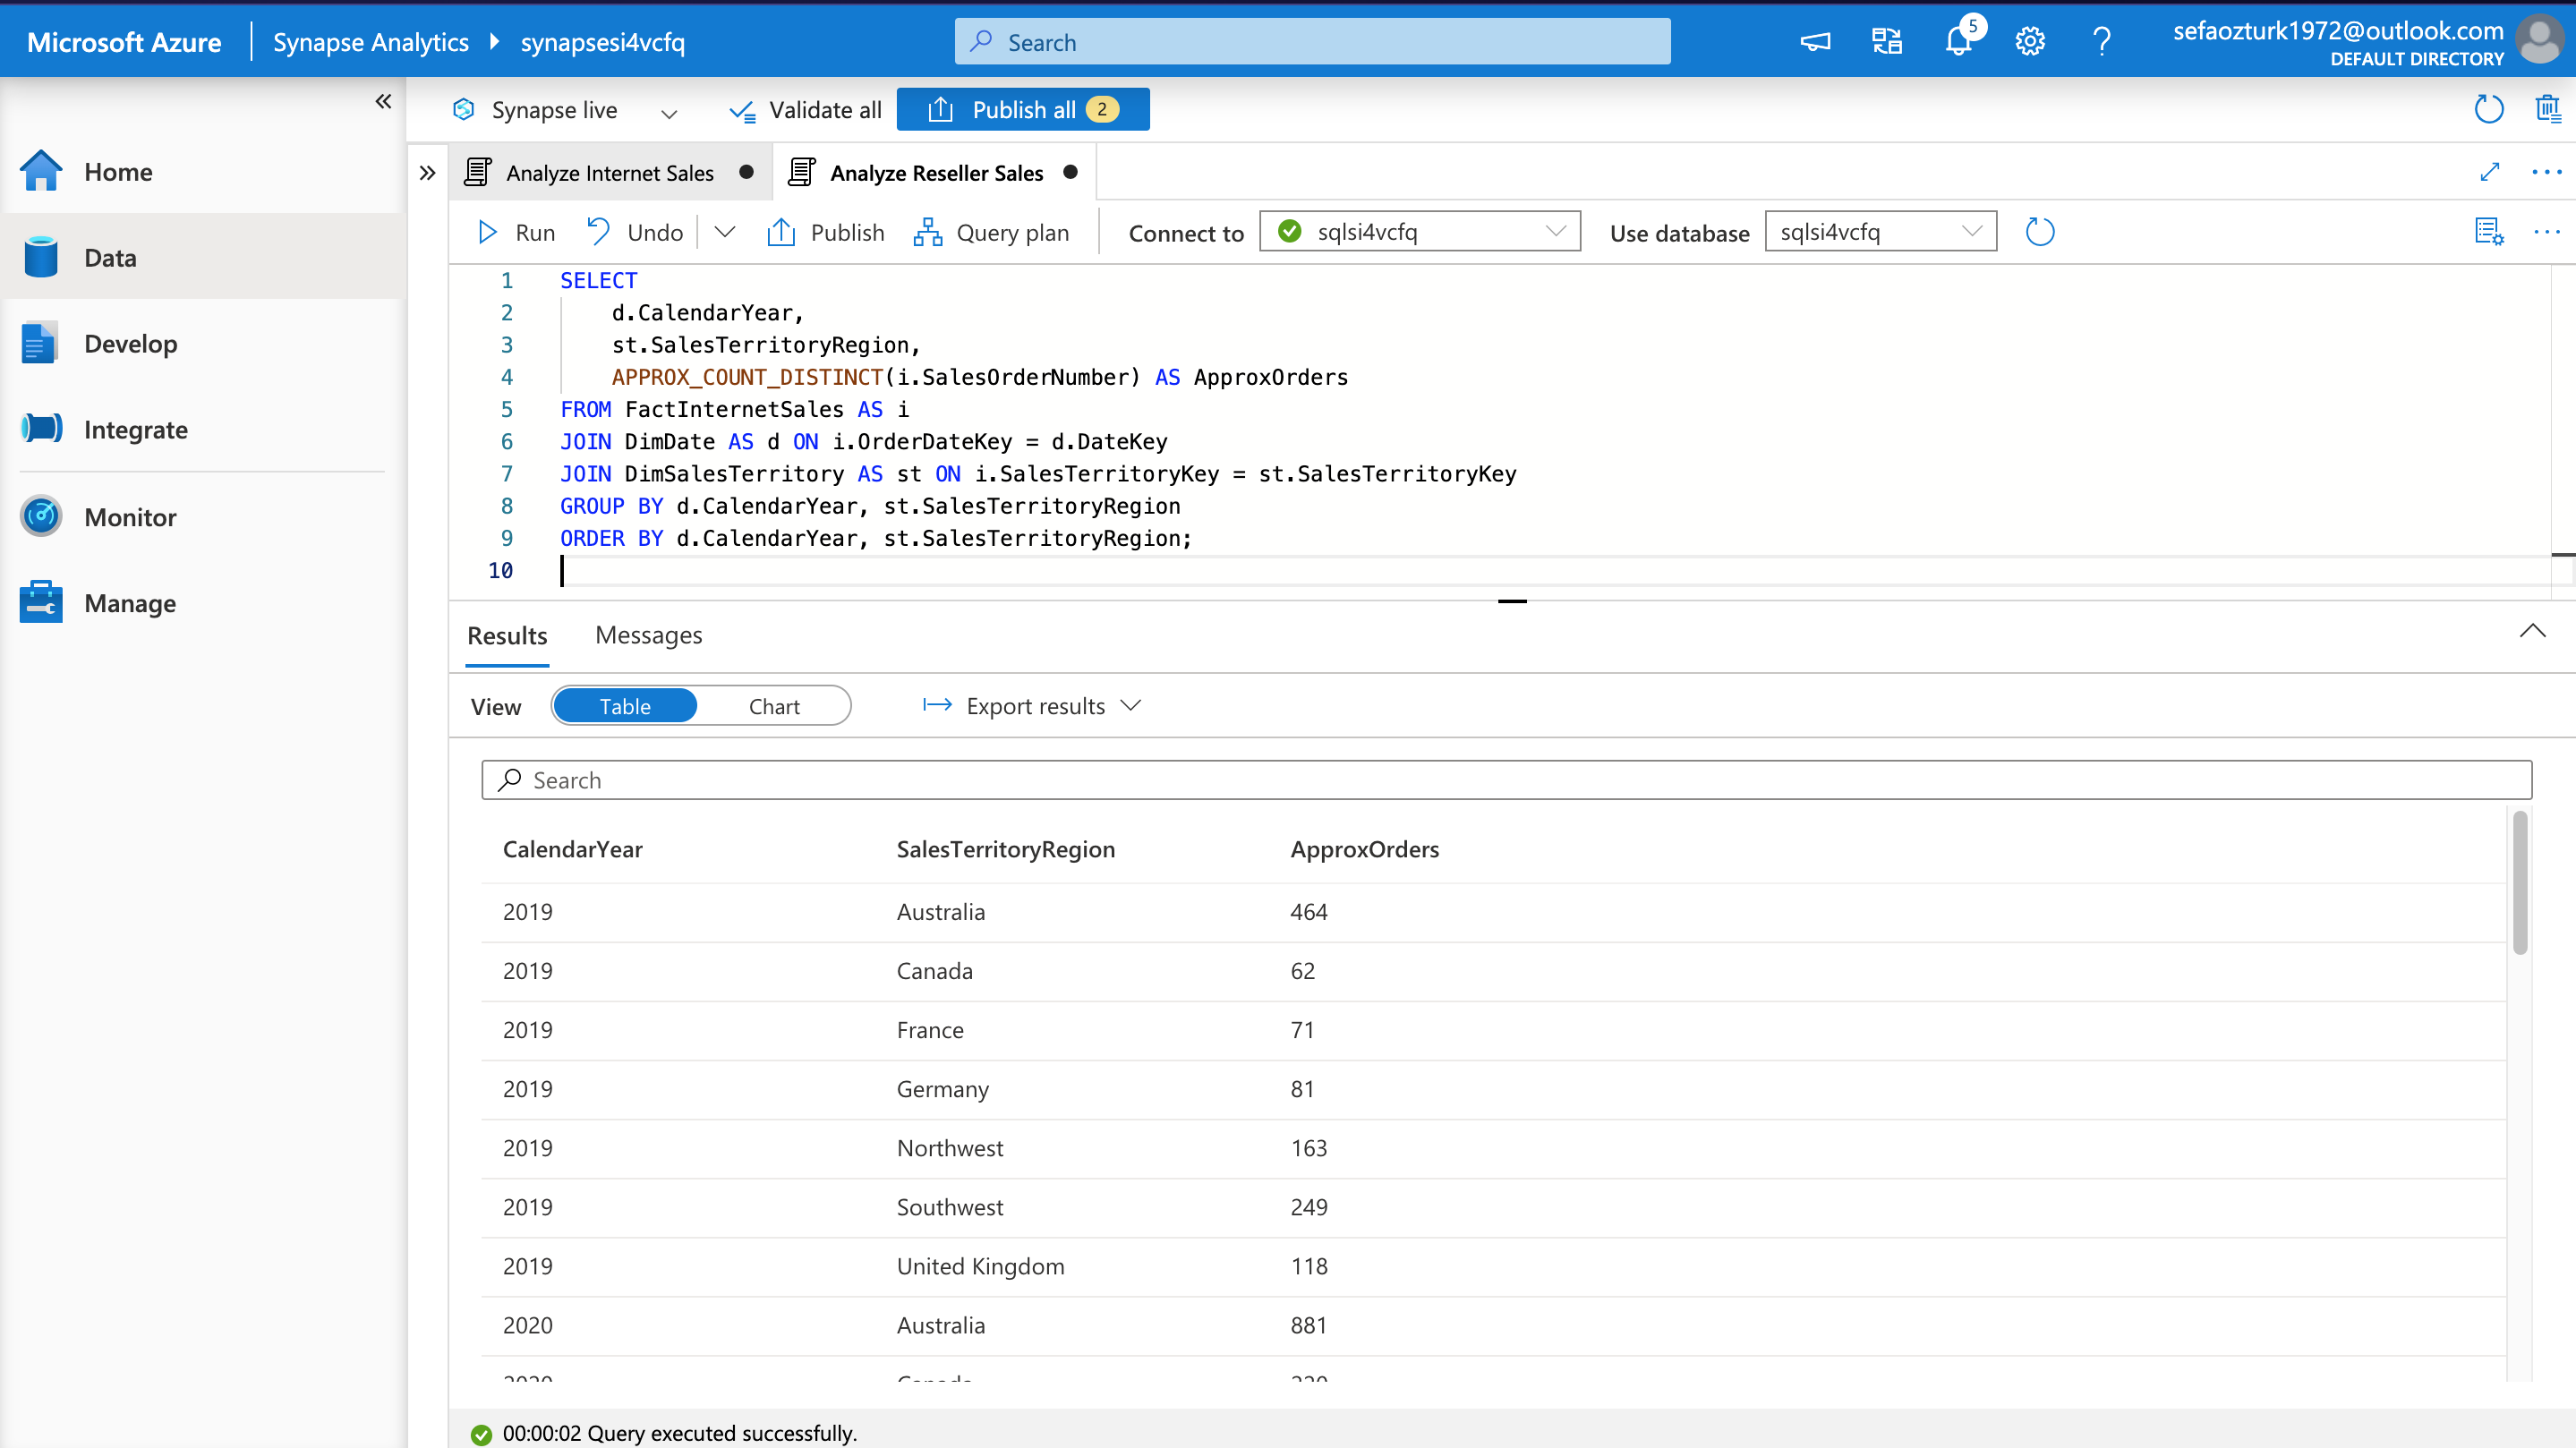 Microsoft Azure
Synapse Analytics
synapsesi4vcfq
Search
5
sefaozturk1972@outlook.com
DEFAULT DIRECTORY
Synapse live
Validate all
Publish all 2
Home
Data
Develop
Integrate
Monitor
Manage
Analyze Internet Sales
Analyze Reseller Sales
Run
Undo
Publish
Query plan
Connect to
sqlsi4vcfq
Use database
sqlsi4vcfq
1 SELECT
2 d.CalendarYear,
3 st.SalesTerritoryRegion,
4 APPROX_COUNT_DISTINCT(i.SalesOrderNumber) AS ApproxOrders
5 FROM FactInternetSales AS i
6 JOIN DimDate AS d ON i.OrderDateKey = d.DateKey
7 JOIN DimSalesTerritory AS st ON i.SalesTerritoryKey = st.SalesTerritoryKey
8 GROUP BY d.CalendarYear, st.SalesTerritoryRegion
9 ORDER BY d.CalendarYear, st.SalesTerritoryRegion;
10
Results
Messages
View
Table
Chart
Export results
Search
CalendarYear SalesTerritoryRegion ApproxOrders
2019 Australia 464
2019 Canada 62
2019 France 71
2019 Germany 81
2019 Northwest 163
2019 Southwest 249
2019 United Kingdom 118
2020 Australia 881
2020 Canada
00:00:02 Query executed successfully.